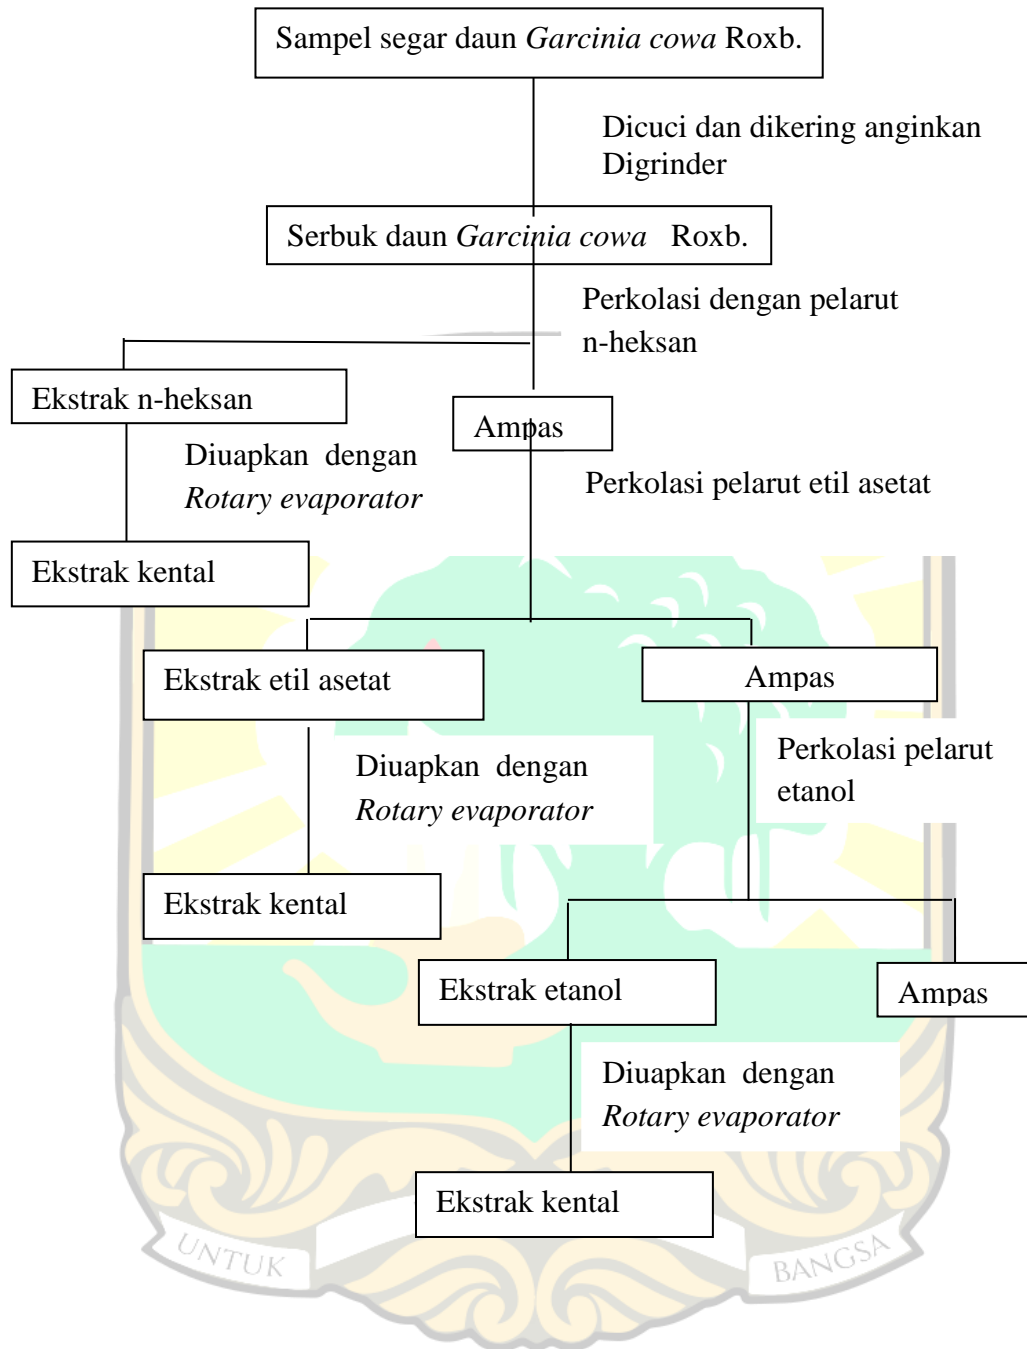 Sampel segar daun Garcinia cowa Roxb.
Dicuci dan dikering anginkan
Digrinder
Serbuk daun Garcinia cowa Roxb.
Perkolasi dengan pelarut
n-heksan
Ekstrak n-heksan
Ampas
Diuapkan dengan
Rotary evaporator
Perkolasi pelarut etil asetat
Ekstrak kental
Ekstrak etil asetat
Ampas
Diuapkan dengan
Rotary evaporator
Perkolasi pelarut
etanol
Ekstrak kental
Ekstrak etanol
Ampas
Diuapkan dengan
Rotary evaporator
Ekstrak kental
UNTUK
BANGSA